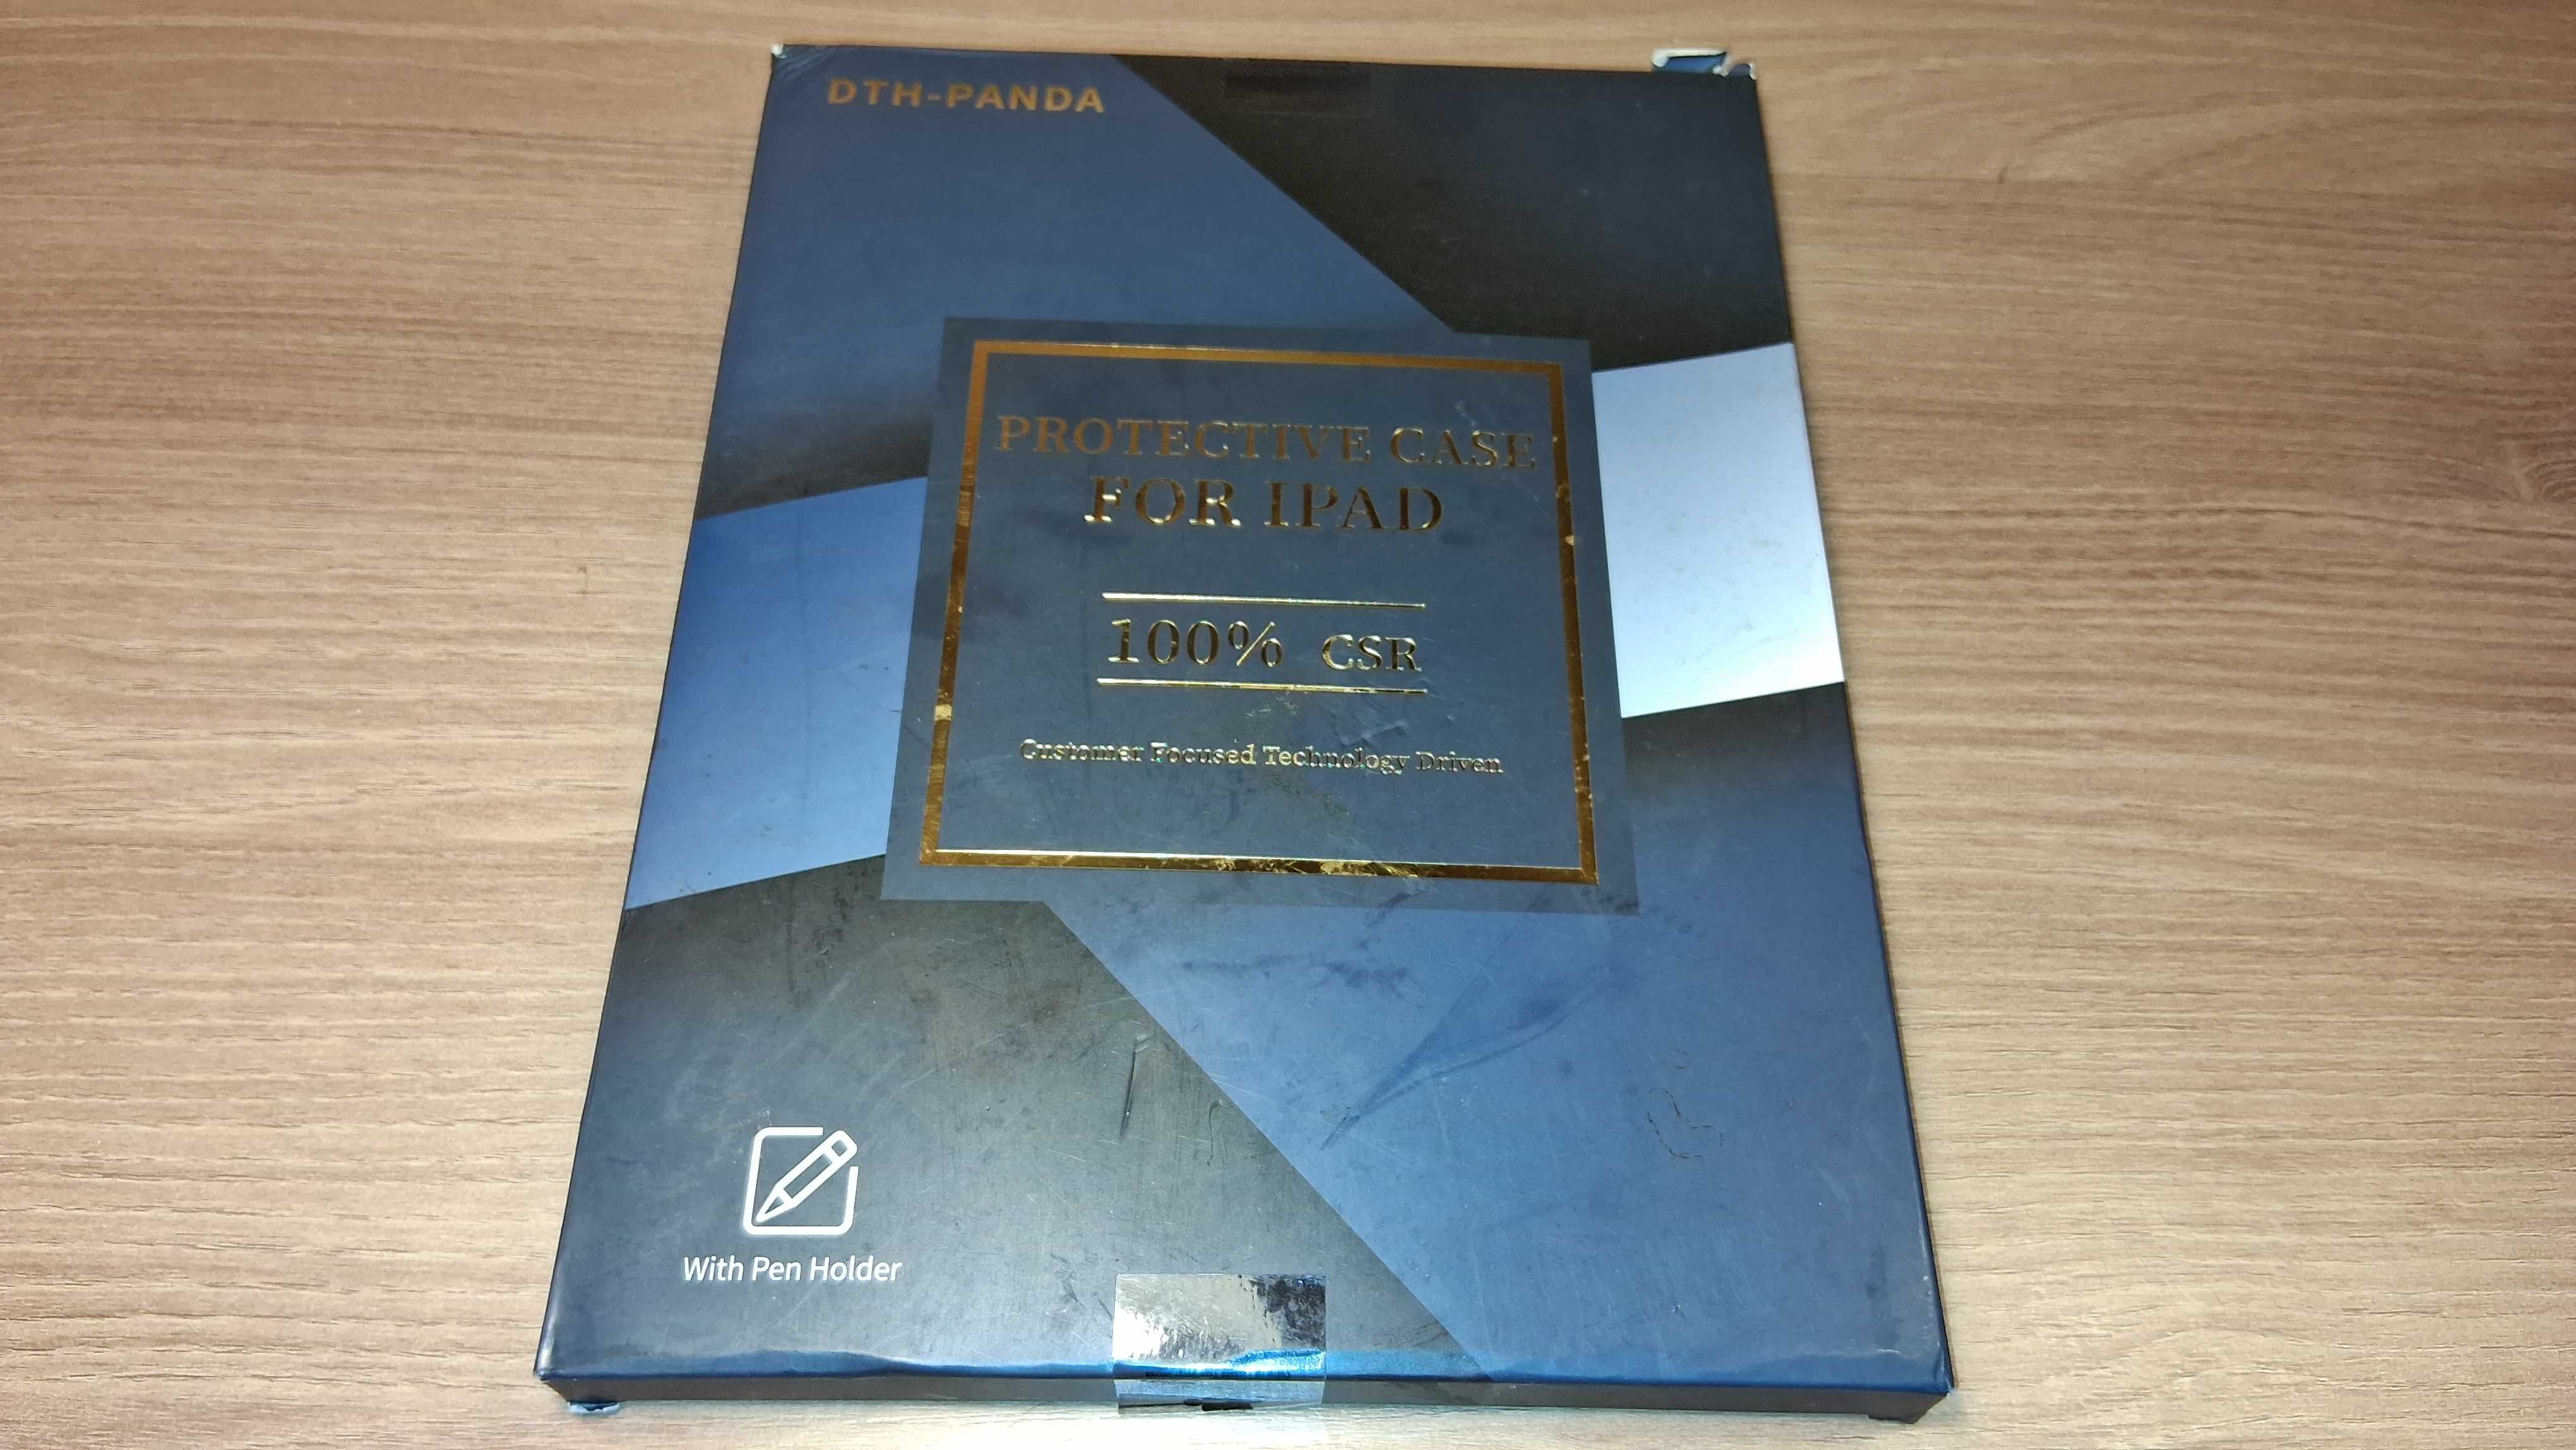 DTH-PANDA
PROTECTIVE CASE
FOR IPAD
100% CSR
Customer Focused Technology Driven
With Pen Holder